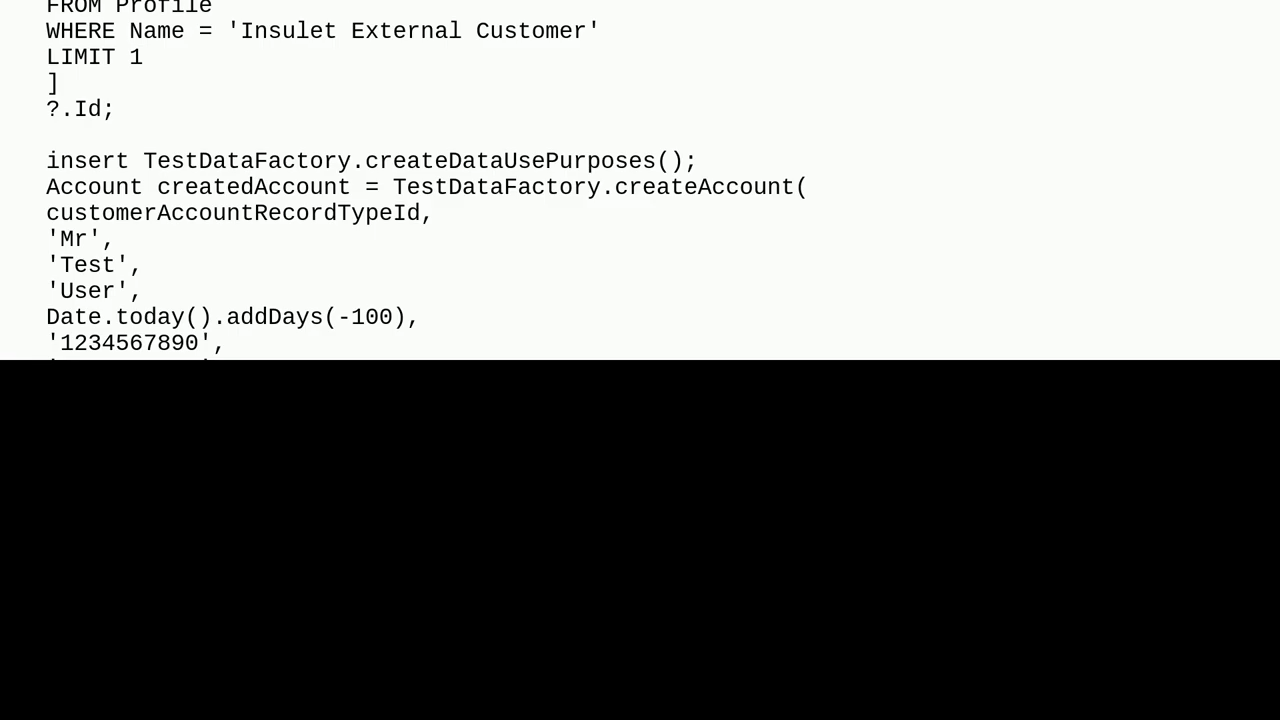 FROM Profile
WHERE Name = 'Insulet External Customer'
LIMIT 1
]
?.Id;
insert TestDataFactory.createDataUsePurposes();
Account createdAccount = TestDataFactory.createAccount(
customerAccountRecordTypeId,
'Mr',
'Test',
'User',
Date.today().addDays(-100),
'1234567890',